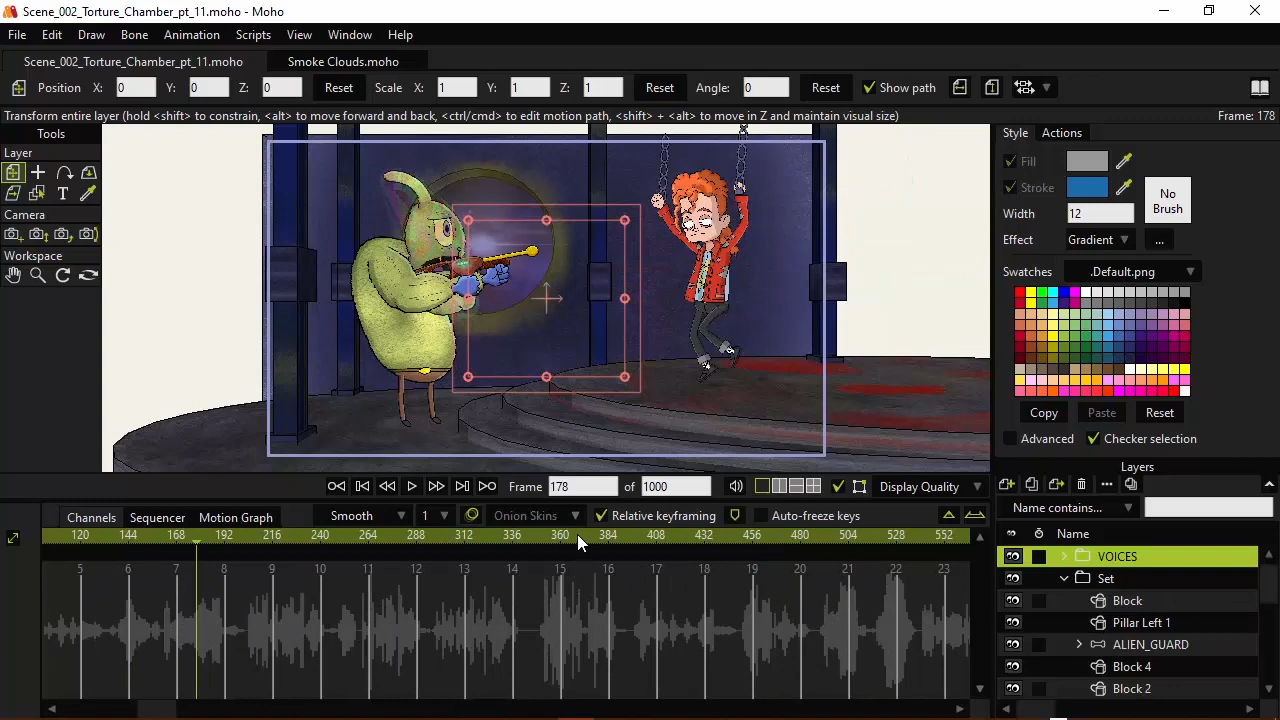 Scene_002_Torture_Chamber_pt_11.moho - Moho
File Edit Draw Bone Animation Scripts View Window Help
Scene_002_Torture_Chamber_pt_11.moho Smoke Clouds.moho
Position X: 0 Y: 0 Z: 0 Reset Scale X: 1 Y: 1 Z: 1 Reset Angle: 0 Reset Show path
Transform entire layer (hold <shift> to constrain, <alt> to move forward and back, <ctrl/cmd> to edit motion path, <shift> + <alt> to move in Z and maintain visual size) Frame: 178
Tools
Layer
Camera
Workspace
Style Actions
Fill
Stroke
No Brush
Width 12
Effect Gradient ...
Swatches .Default.png
Copy Paste Reset
Advanced Checker selection
Frame 178 of 1000 Display Quality
Channels Sequencer Motion Graph Smooth 1 Onion Skins Relative keyframing Auto-freeze keys
120 144 168 192 216 240 264 288 312 336 360 384 408 432 456 480 504 528 552
5 6 7 8 9 10 11 12 13 14 15 16 17 18 19 20 21 22 23
Layers
Name contains...
Name
VOICES
Set
Block
Pillar Left 1
ALIEN_GUARD
Block 4
Block 2